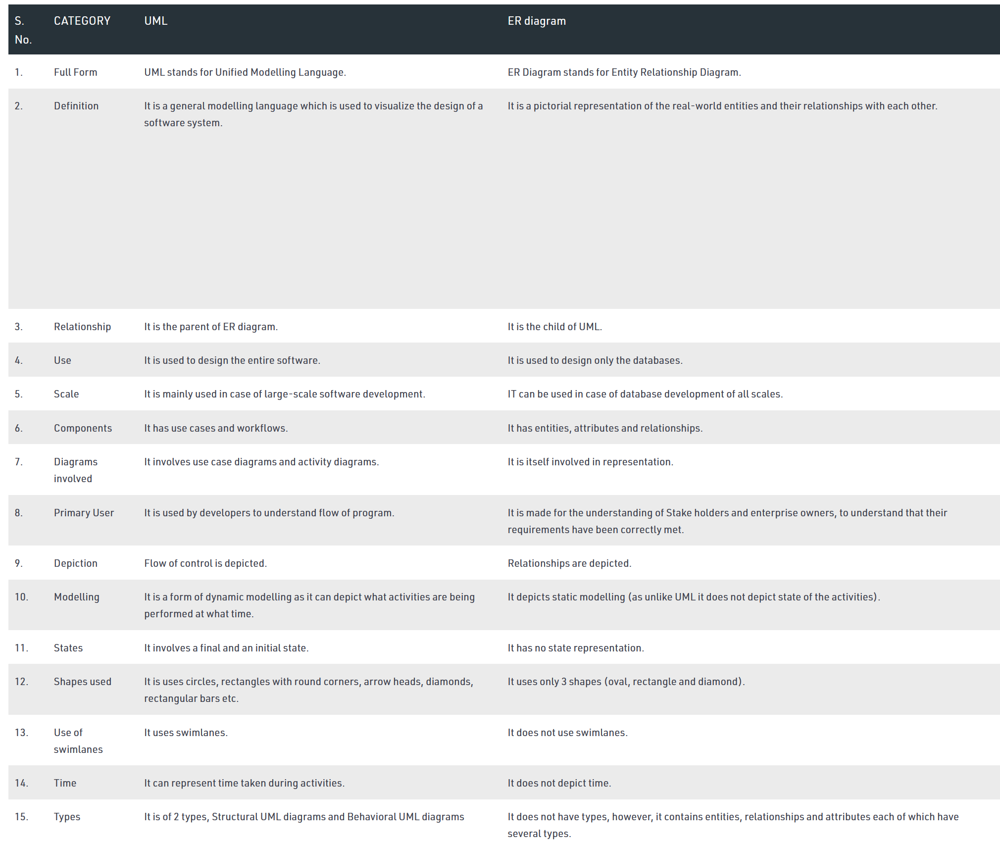 S. No. CATEGORY UML ER diagram
1. Full Form UML stands for Unified Modelling Language. ER Diagram stands for Entity Relationship Diagram.
2. Definition It is a general modelling language which is used to visualize the design of a It is a pictorial representation of the real-world entities and their relationships with each other.
software system.
3. Relationship It is the parent of ER diagram. It is the child of UML.
4. Use It is used to design the entire software. It is used to design only the databases.
5. Scale It is mainly used in case of large-scale software development. IT can be used in case of database development of all scales.
6. Components It has use cases and workflows. It has entities, attributes and relationships.
7. Diagrams It involves use case diagrams and activity diagrams. It is itself involved in representation.
involved
8. Primary User It is used by developers to understand flow of program. It is made for the understanding of Stake holders and enterprise owners, to understand that their
requirements have been correctly met.
9. Depiction Flow of control is depicted. Relationships are depicted.
10. Modelling It is a form of dynamic modelling as it can depict what activities are being It depicts static modelling (as unlike UML it does not depict state of the activities).
performed at what time.
11. States It involves a final and an initial state. It has no state representation.
12. Shapes used It is uses circles, rectangles with round corners, arrow heads, diamonds, It uses only 3 shapes (oval, rectangle and diamond).
rectangular bars etc.
13. Use of It uses swimlanes. It does not use swimlanes.
swimlanes
14. Time It can represent time taken during activities. It does not depict time.
15. Types It is of 2 types, Structural UML diagrams and Behavioral UML diagrams It does not have types, however, it contains entities, relationships and attributes each of which have
several types.